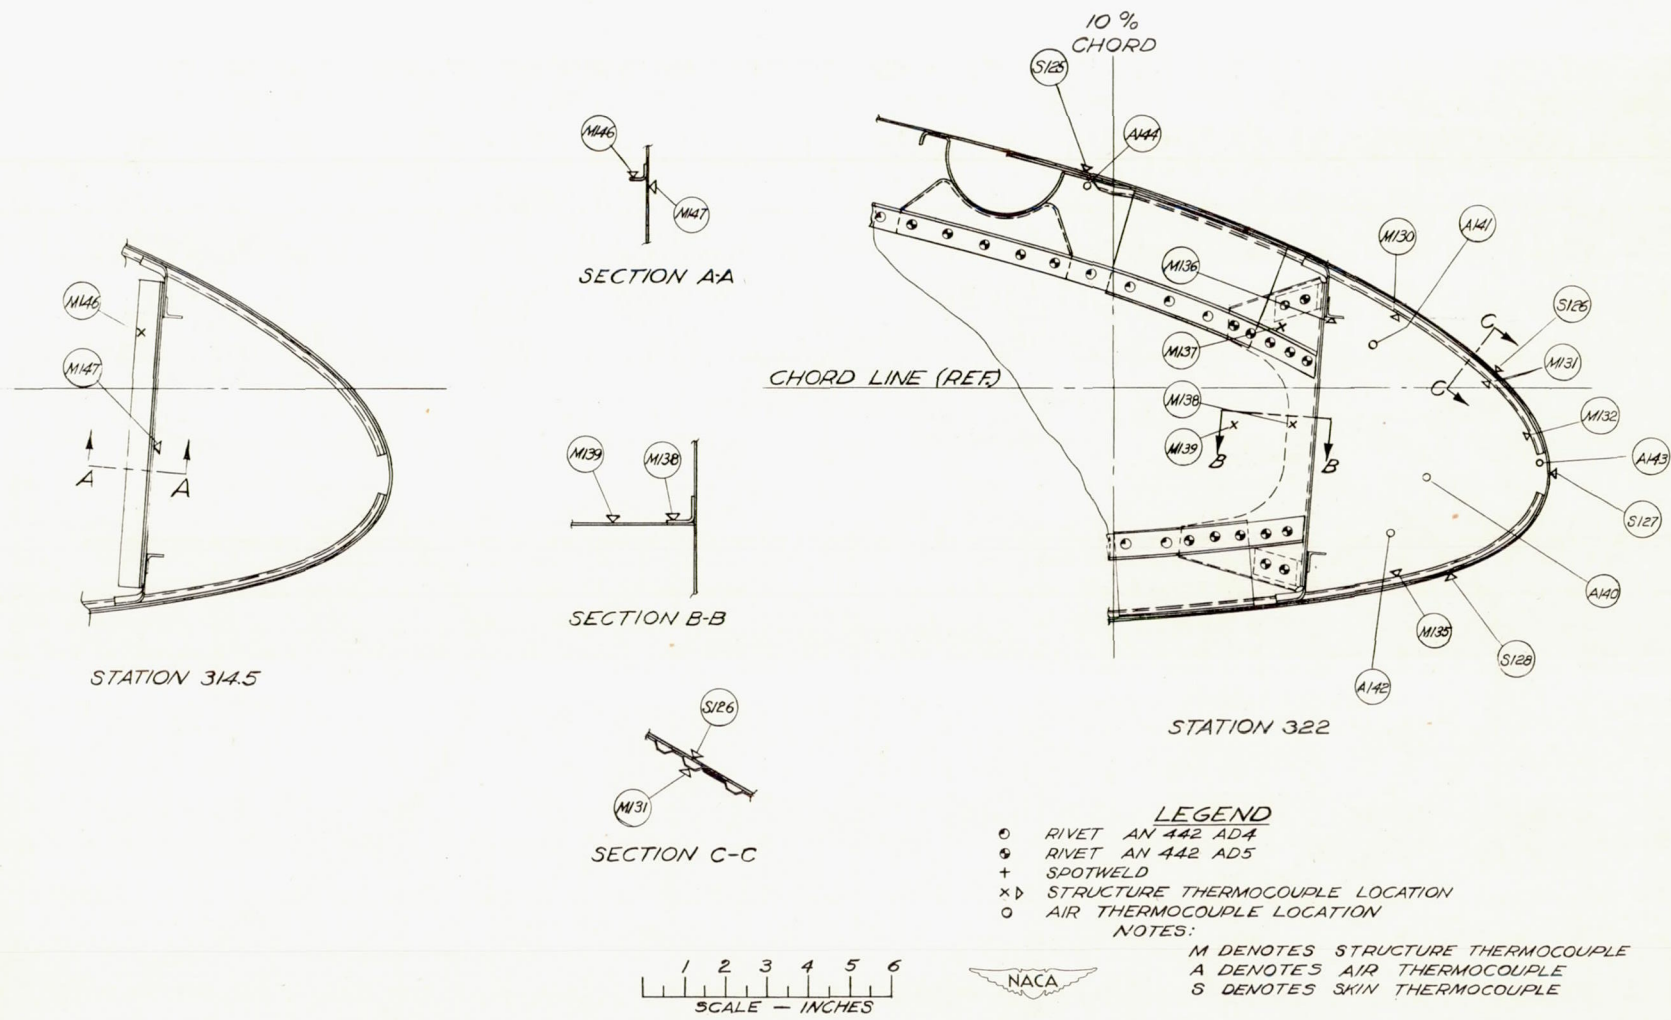 10 %
CHORD
S125
A144
M146
M147
SECTION A-A
M146
M147
A
A
STATION 314.5
M139
M138
SECTION B-B
S126
M131
SECTION C-C
M130
A141
M136
S126
C
M131
M137
CHORD LINE (REF.)
C
M138
M132
M139
B
B
A143
S127
A140
M135
S128
A142
STATION 322
LEGEND
RIVET AN 442 AD4
RIVET AN 442 AD5
+ SPOTWELD
STRUCTURE THERMOCOUPLE LOCATION
AIR THERMOCOUPLE LOCATION
NOTES:
M DENOTES STRUCTURE THERMOCOUPLE
A DENOTES AIR THERMOCOUPLE
S DENOTES SKIN THERMOCOUPLE
1 2 3 4 5 6
SCALE — INCHES
NACA